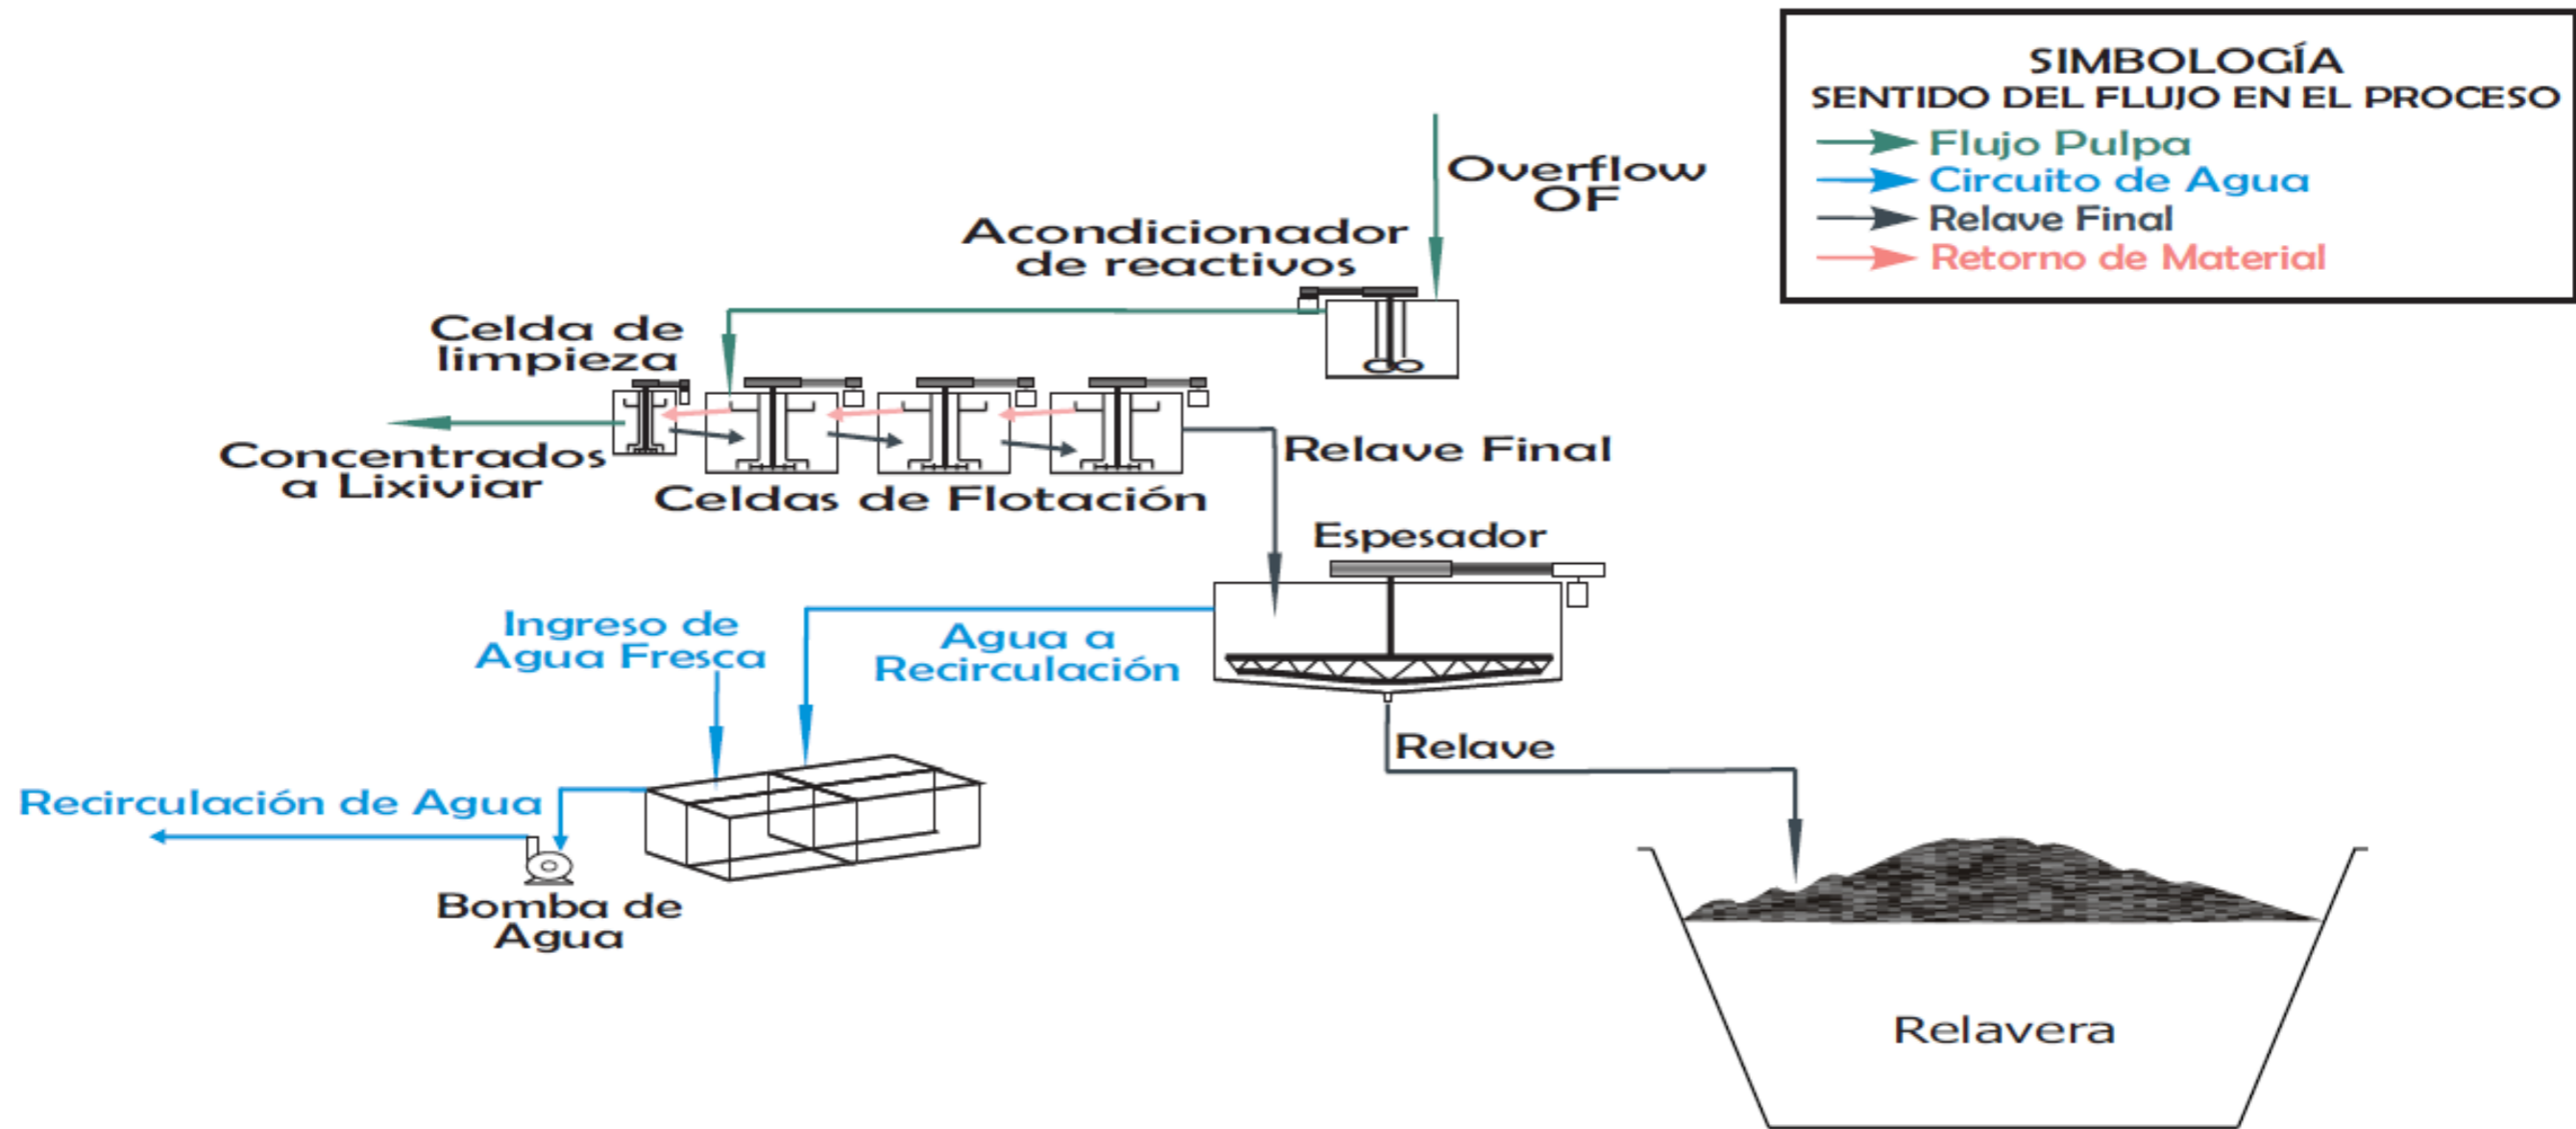 SIMBOLOGÍA
SENTIDO DEL FLUJO EN EL PROCESO
Flujo Pulpa
Circuito de Agua
Relave Final
Retorno de Material
Overflow
OF
Acondicionador
de reactivos
Celda de
limpieza
Concentrados
a Lixiviar
Celdas de Flotación
Relave Final
Espesador
Ingreso de
Agua Fresca
Agua a
Recirculación
Relave
Recirculación de Agua
Bomba de
Agua
Relavera